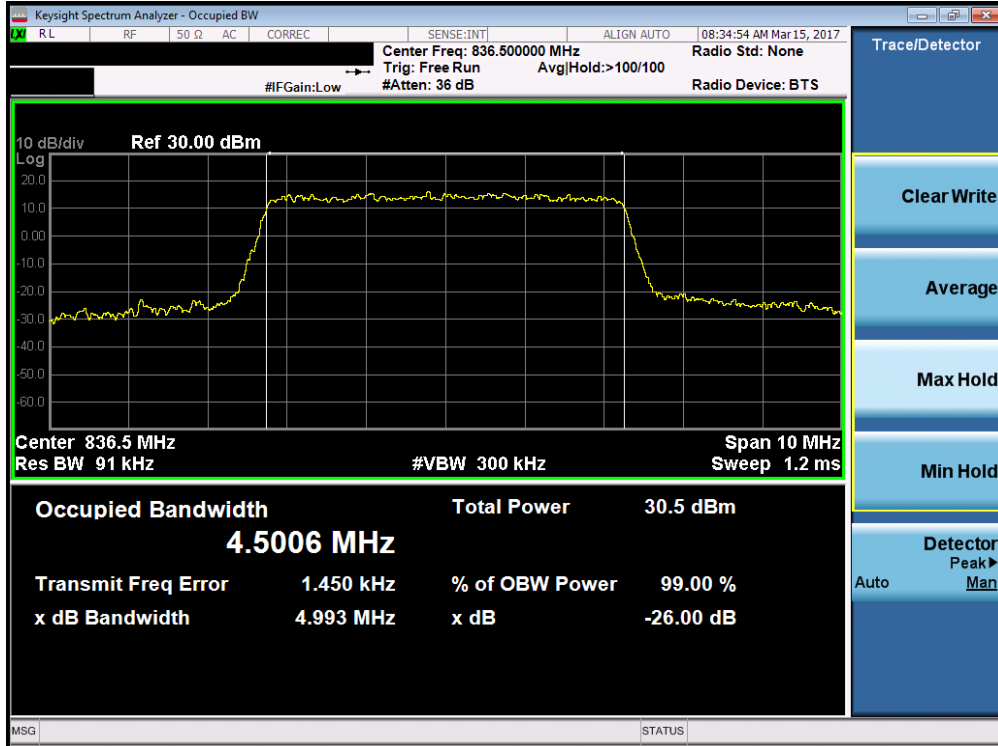 Keysight Spectrum Analyzer - Occupied BW
LXI RL RF 50 Ω AC CORREC SENSE:INT ALIGN AUTO 08:34:54 AM Mar 15, 2017
Center Freq: 836.500000 MHz Radio Std: None
Trig: Free Run Avg|Hold:>100/100
#IFGain:Low #Atten: 36 dB Radio Device: BTS
10 dB/div Ref 30.00 dBm
Log
20.0
10.0
0.00
-10.0
-20.0
-30.0
-40.0
-50.0
-60.0
Center 836.5 MHz Span 10 MHz
Res BW 91 kHz #VBW 300 kHz Sweep 1.2 ms
Occupied Bandwidth Total Power 30.5 dBm
4.5006 MHz
Transmit Freq Error 1.450 kHz % of OBW Power 99.00 %
x dB Bandwidth 4.993 MHz x dB -26.00 dB
MSG STATUS
Trace/Detector
Clear Write
Average
Max Hold
Min Hold
Detector
Peak▶
Auto Man